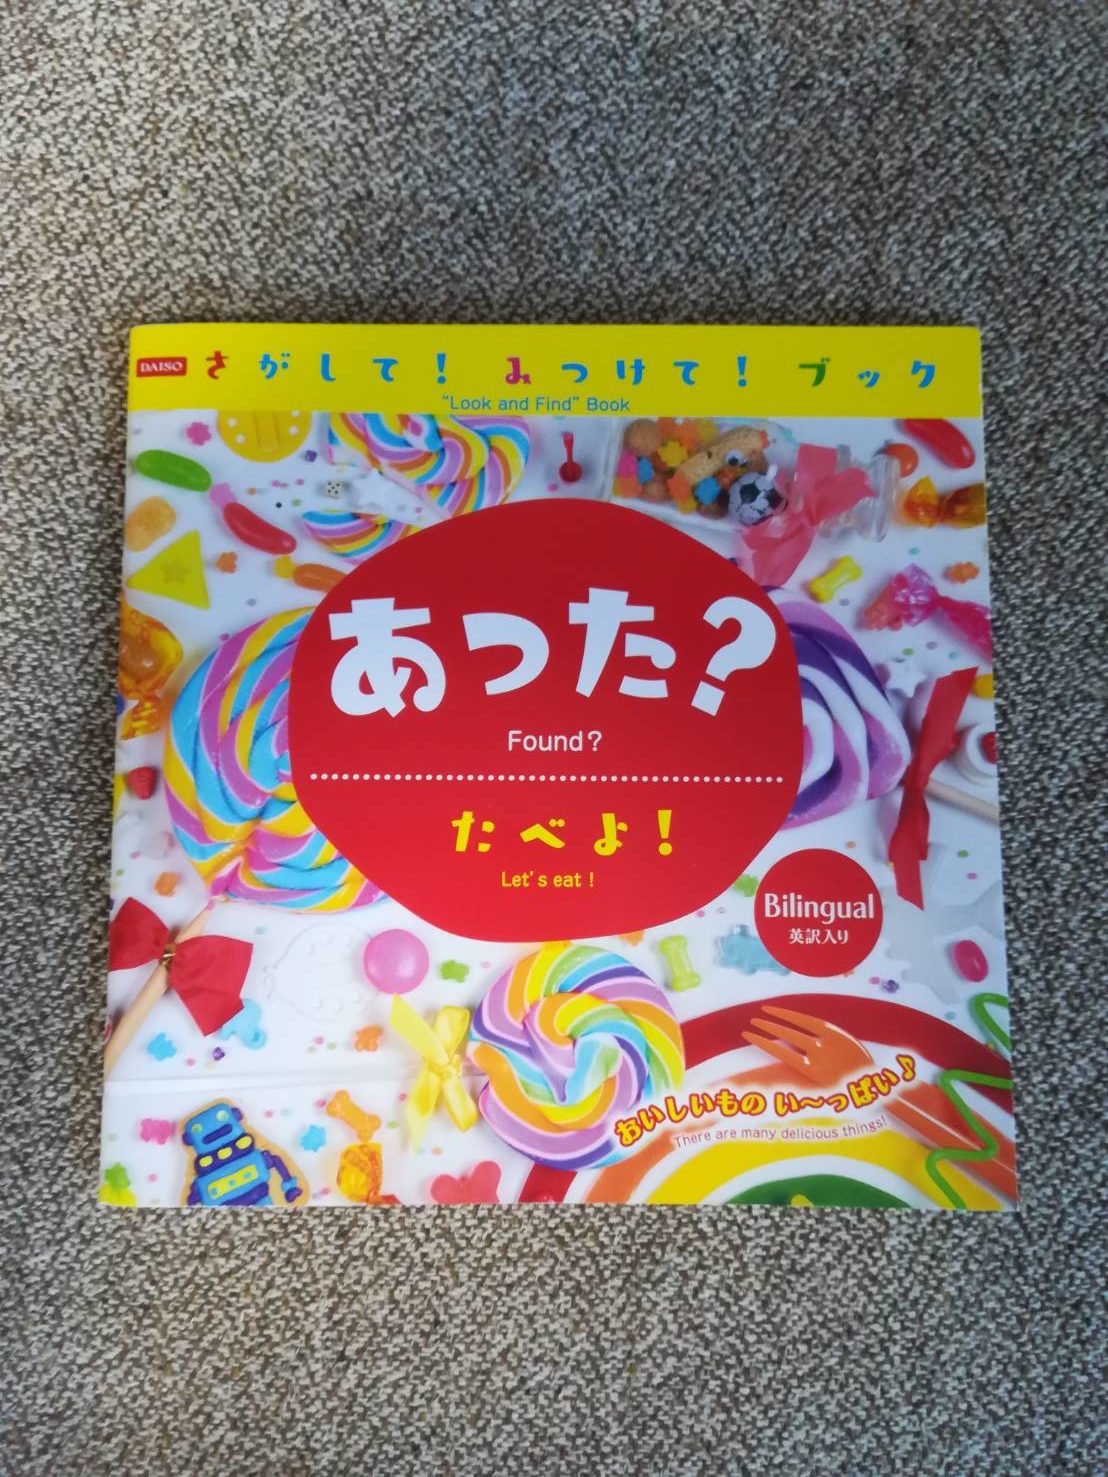 DAISO さがして！ みつけて！ ブック
“Look and Find” Book
あった？
Found？
たべよ！
Let's eat！
Bilingual
英訳入り
おいしいもの い〜っぱい♪
There are many delicious things!